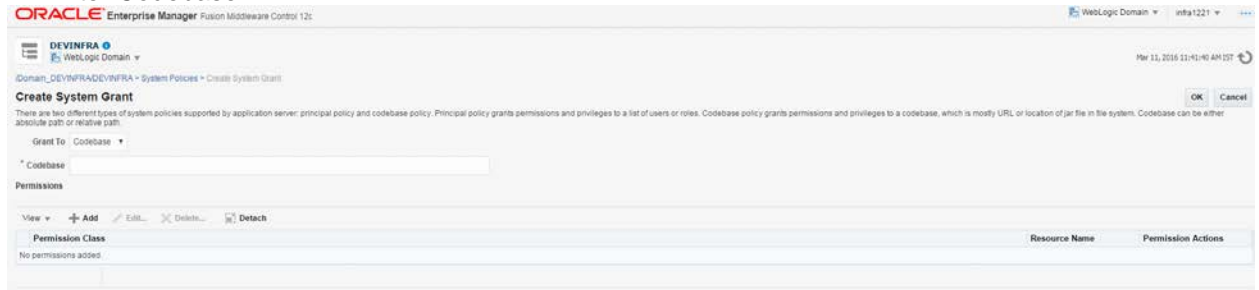 ORACLE Enterprise Manager Fusion Middleware Control 12c
WebLogic Domain infra1221
DEVINFRA
WebLogic Domain
Mar 11, 2016 11:41:40 AM IST
/Domain_DEVINFRA/DEVINFRA > System Policies > Create System Grant
Create System Grant
OK Cancel
There are two different types of system policies supported by application server: principal policy and codebase policy. Principal policy grants permissions and privileges to a list of users or roles. Codebase policy grants permissions and privileges to a codebase, which is mostly URL or location of jar file in file system. Codebase can be either
absolute path or relative path.
Grant To Codebase
* Codebase
Permissions
View Add Edit... Delete... Detach
Permission Class Resource Name Permission Actions
No permissions added